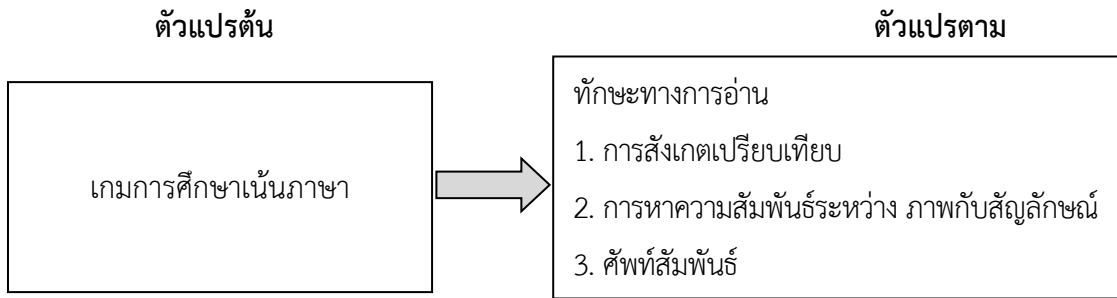 ตัวแปรต้น
ตัวแปรตาม
เกมการศึกษาเน้นภาษา
ทักษะทางการอ่าน
1. การสังเกตเปรียบเทียบ
2. การหาความสัมพันธ์ระหว่าง ภาพกับสัญลักษณ์
3. ศัพท์สัมพันธ์